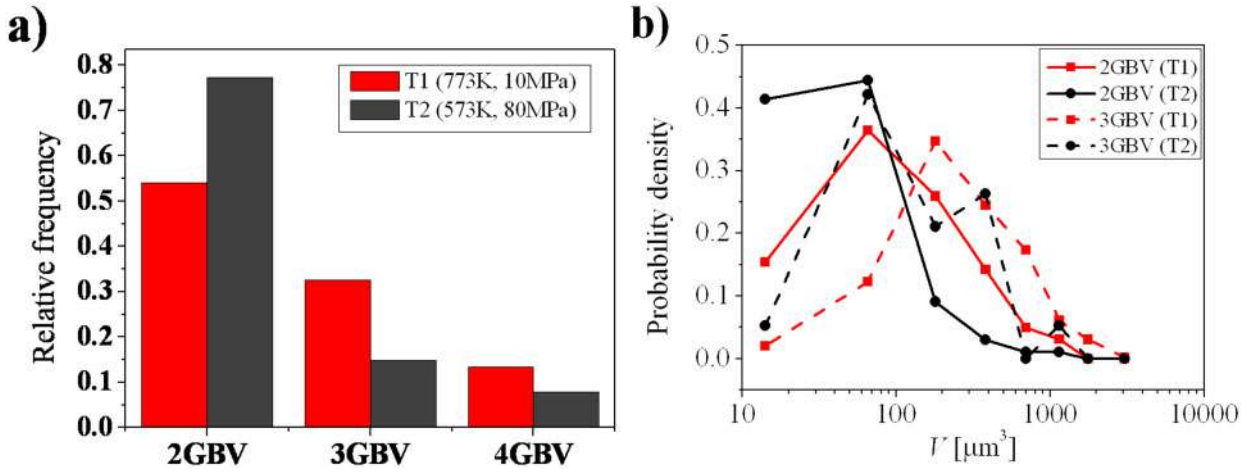 a)
Relative frequency
0.8
0.7
0.6
0.5
0.4
0.3
0.2
0.1
0.0
T1 (773K, 10MPa)
T2 (573K, 80MPa)
2GBV 3GBV 4GBV
b)
Probability density
0.5
0.4
0.3
0.2
0.1
0.0
2GBV (T1)
2GBV (T2)
3GBV (T1)
3GBV (T2)
10 100 1000 10000
V [μm³]